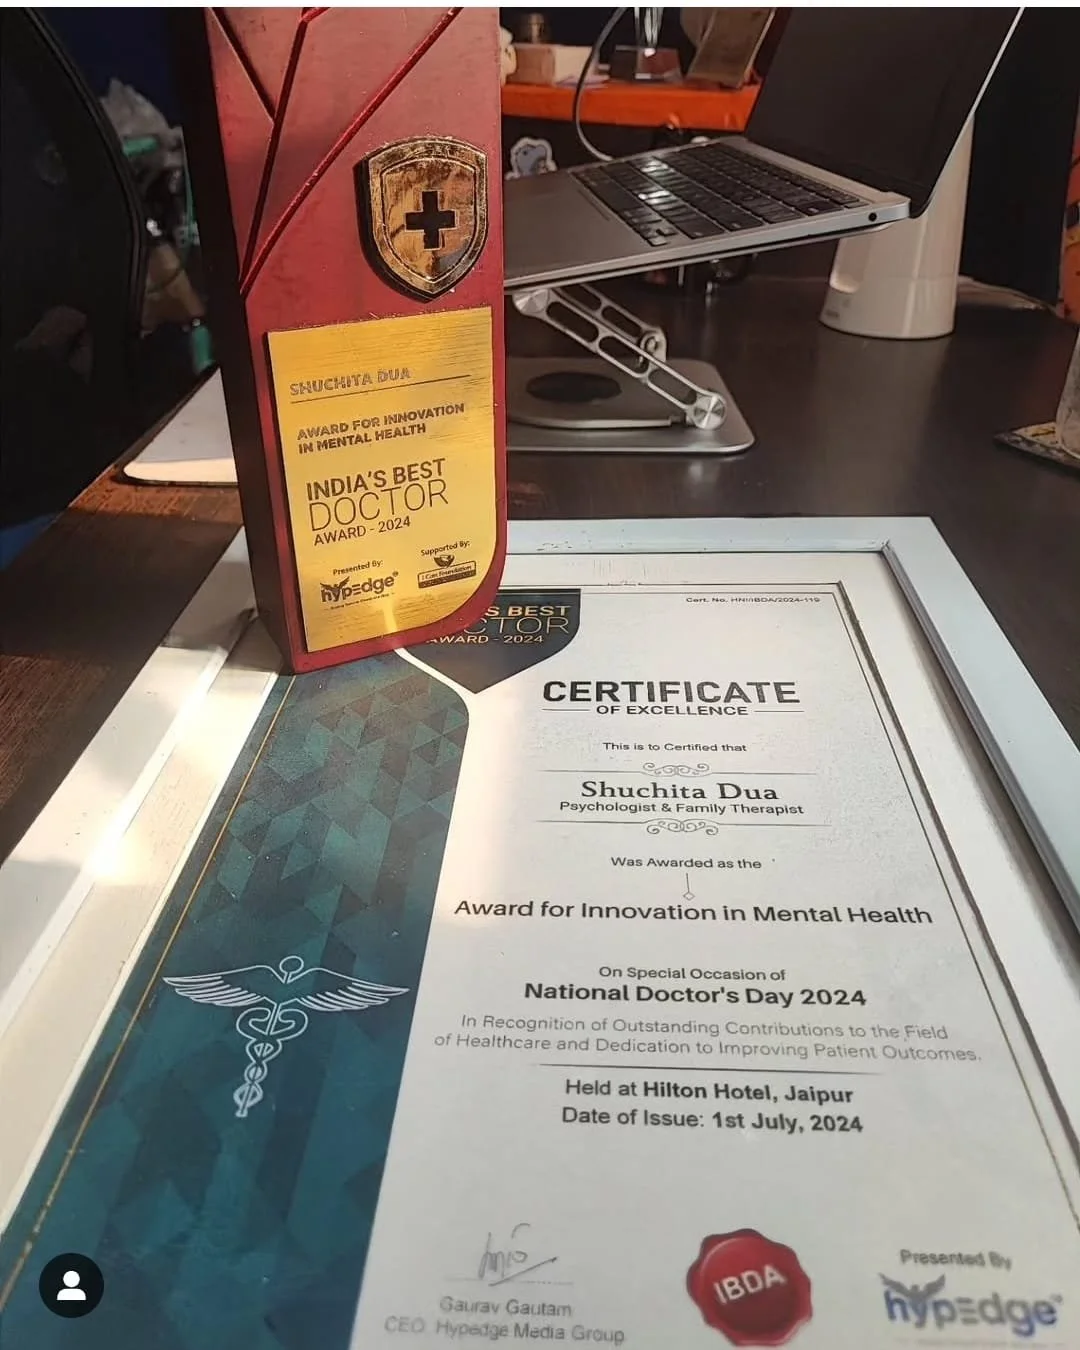 SHUCHITA DUA
AWARD FOR INNOVATION
IN MENTAL HEALTH
INDIA'S BEST
DOCTOR
AWARD - 2024
Presented By:
hypedge
Supported By:
I Can Foundation
S BEST
CTOR
AWARD - 2024
Cert. No. HNI/IBDA/2024-119
CERTIFICATE
OF EXCELLENCE
This is to Certified that
Shuchita Dua
Psychologist & Family Therapist
Was Awarded as the
Award for Innovation in Mental Health
On Special Occasion of
National Doctor's Day 2024
In Recognition of Outstanding Contributions to the Field
of Healthcare and Dedication to Improving Patient Outcomes.
Held at Hilton Hotel, Jaipur
Date of Issue: 1st July, 2024
Gaurav Gautam
CEO: Hypedge Media Group
IBDA
Presented By
hypedge